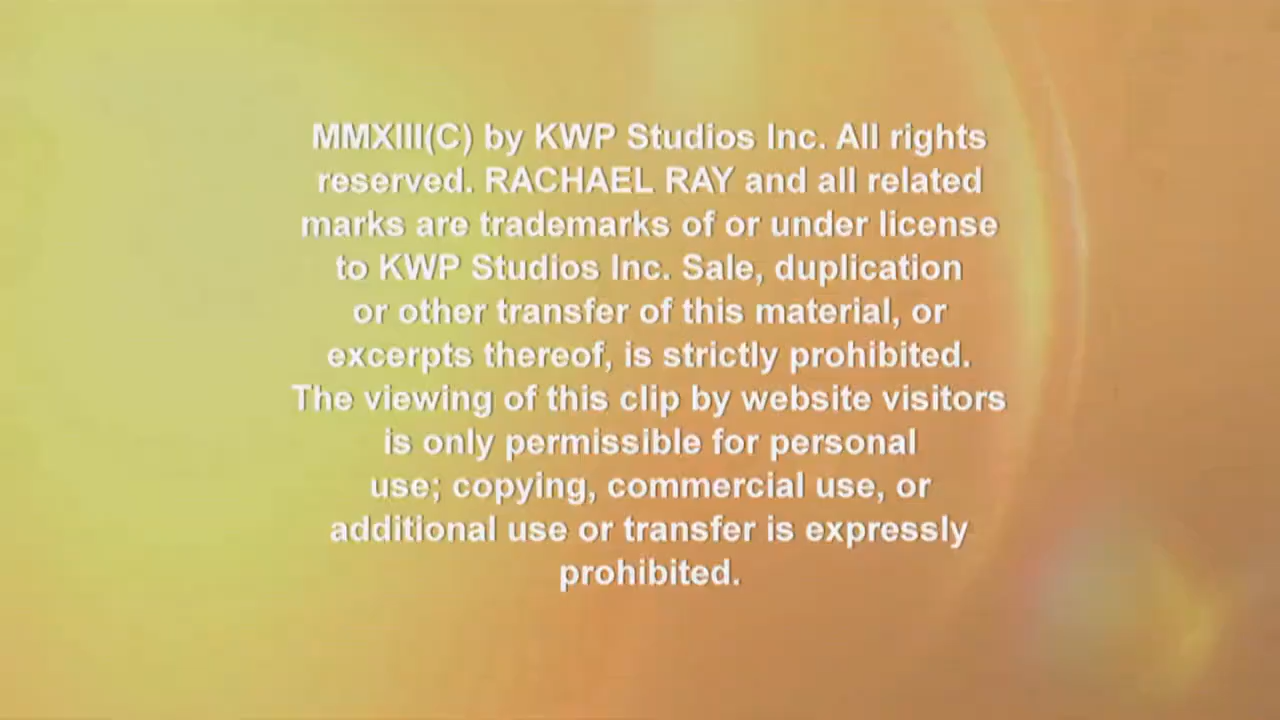 MMXIII(C) by KWP Studios Inc. All rights
reserved. RACHAEL RAY and all related
marks are trademarks of or under license
to KWP Studios Inc. Sale, duplication
or other transfer of this material, or
excerpts thereof, is strictly prohibited.
The viewing of this clip by website visitors
is only permissible for personal
use; copying, commercial use, or
additional use or transfer is expressly
prohibited.